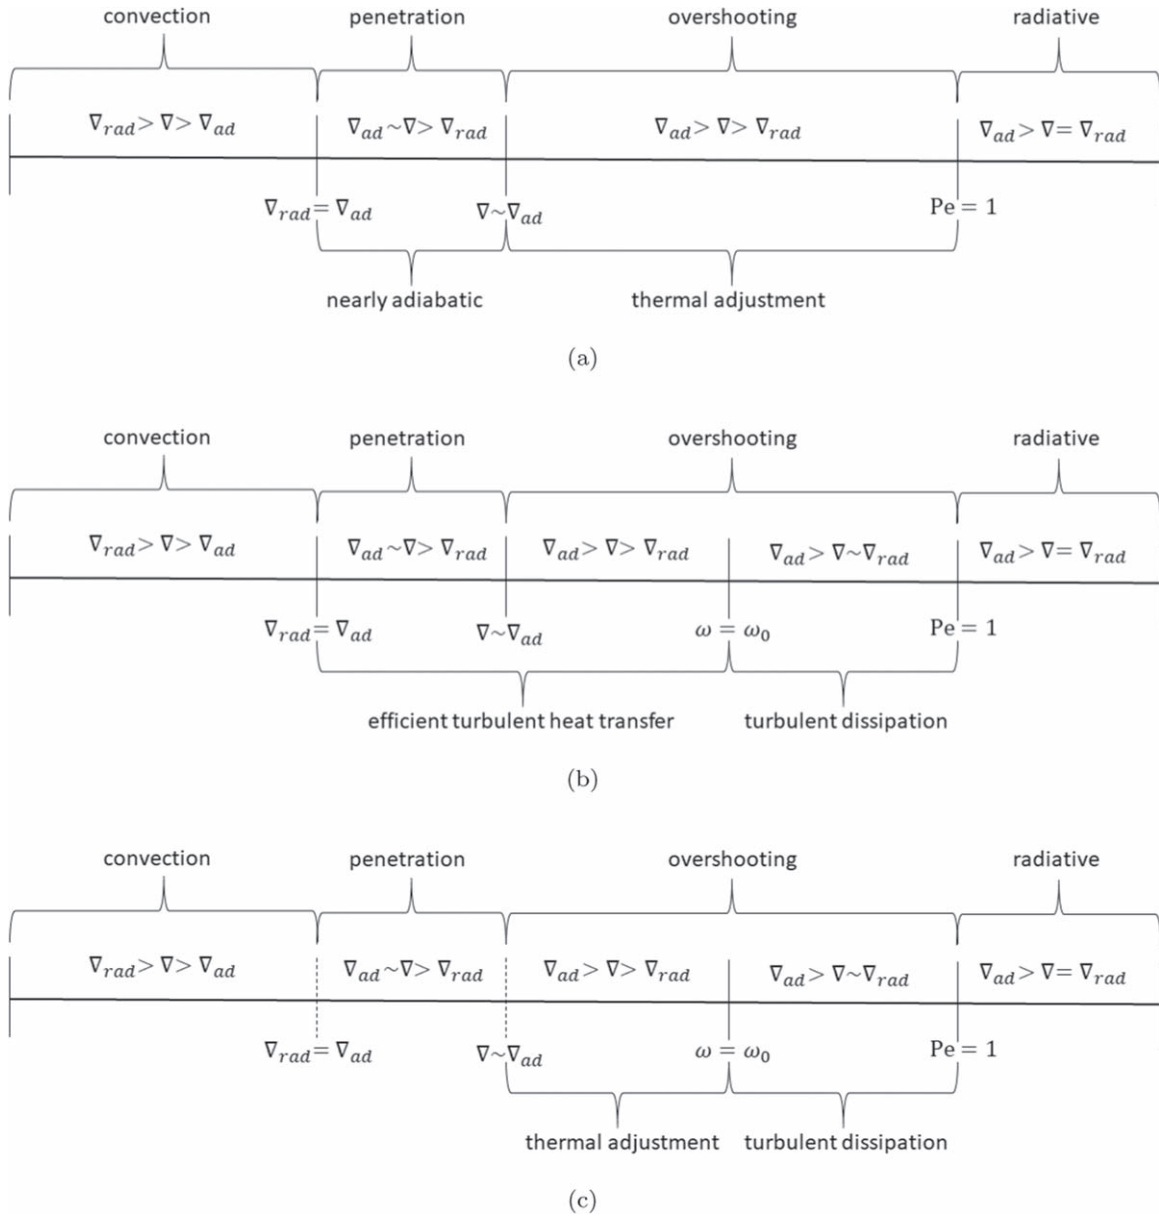 convection penetration overshooting radiative
∇rad> ∇> ∇ad ∇ad~∇> ∇rad ∇ad> ∇> ∇rad ∇ad> ∇= ∇rad
∇rad= ∇ad ∇~∇ad Pe = 1
nearly adiabatic thermal adjustment
(a)
convection penetration overshooting radiative
∇rad> ∇> ∇ad ∇ad~∇> ∇rad ∇ad> ∇> ∇rad ∇ad> ∇~∇rad ∇ad> ∇= ∇rad
∇rad= ∇ad ∇~∇ad ω = ω0 Pe = 1
efficient turbulent heat transfer turbulent dissipation
(b)
convection penetration overshooting radiative
∇rad> ∇> ∇ad ∇ad~∇> ∇rad ∇ad> ∇> ∇rad ∇ad> ∇~∇rad ∇ad> ∇= ∇rad
∇rad= ∇ad ∇~∇ad ω = ω0 Pe = 1
thermal adjustment turbulent dissipation
(c)